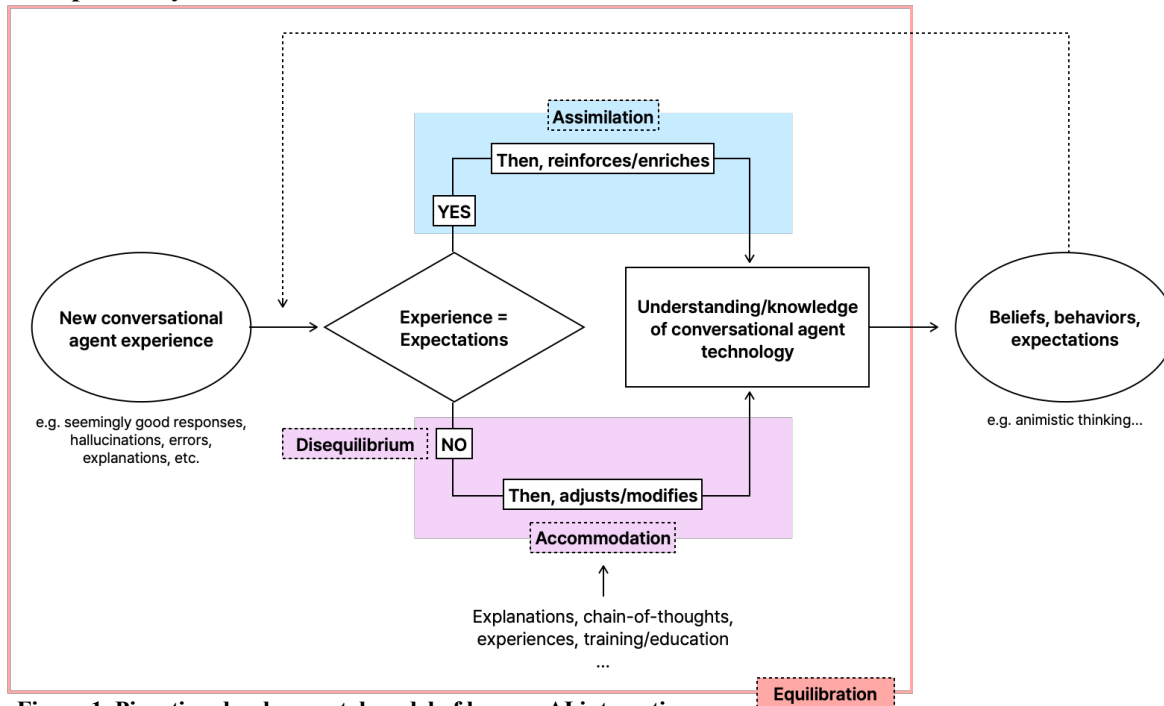 Assimilation
Then, reinforces/enriches
YES
New conversational
agent experience
Experience =
Expectations
Understanding/knowledge
of conversational agent
technology
Beliefs, behaviors,
expectations
e.g. seemingly good responses,
hallucinations, errors,
explanations, etc.
e.g. animistic thinking...
Disequilibrium
NO
Then, adjusts/modifies
Accommodation
Explanations, chain-of-thoughts,
experiences, training/education
...
Equilibration